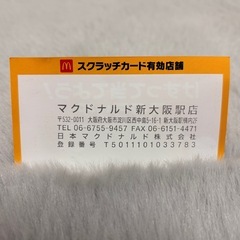 スクラッチカード有効店舗
マクドナルド新大阪駅店
〒532-0011 大阪府大阪市淀川区西中島5-16-1 新大阪駅構内2F
TEL 06-6755-9457 FAX 06-6151-4471
日本マクドナルド株式会社
登録番号 T5011101033783